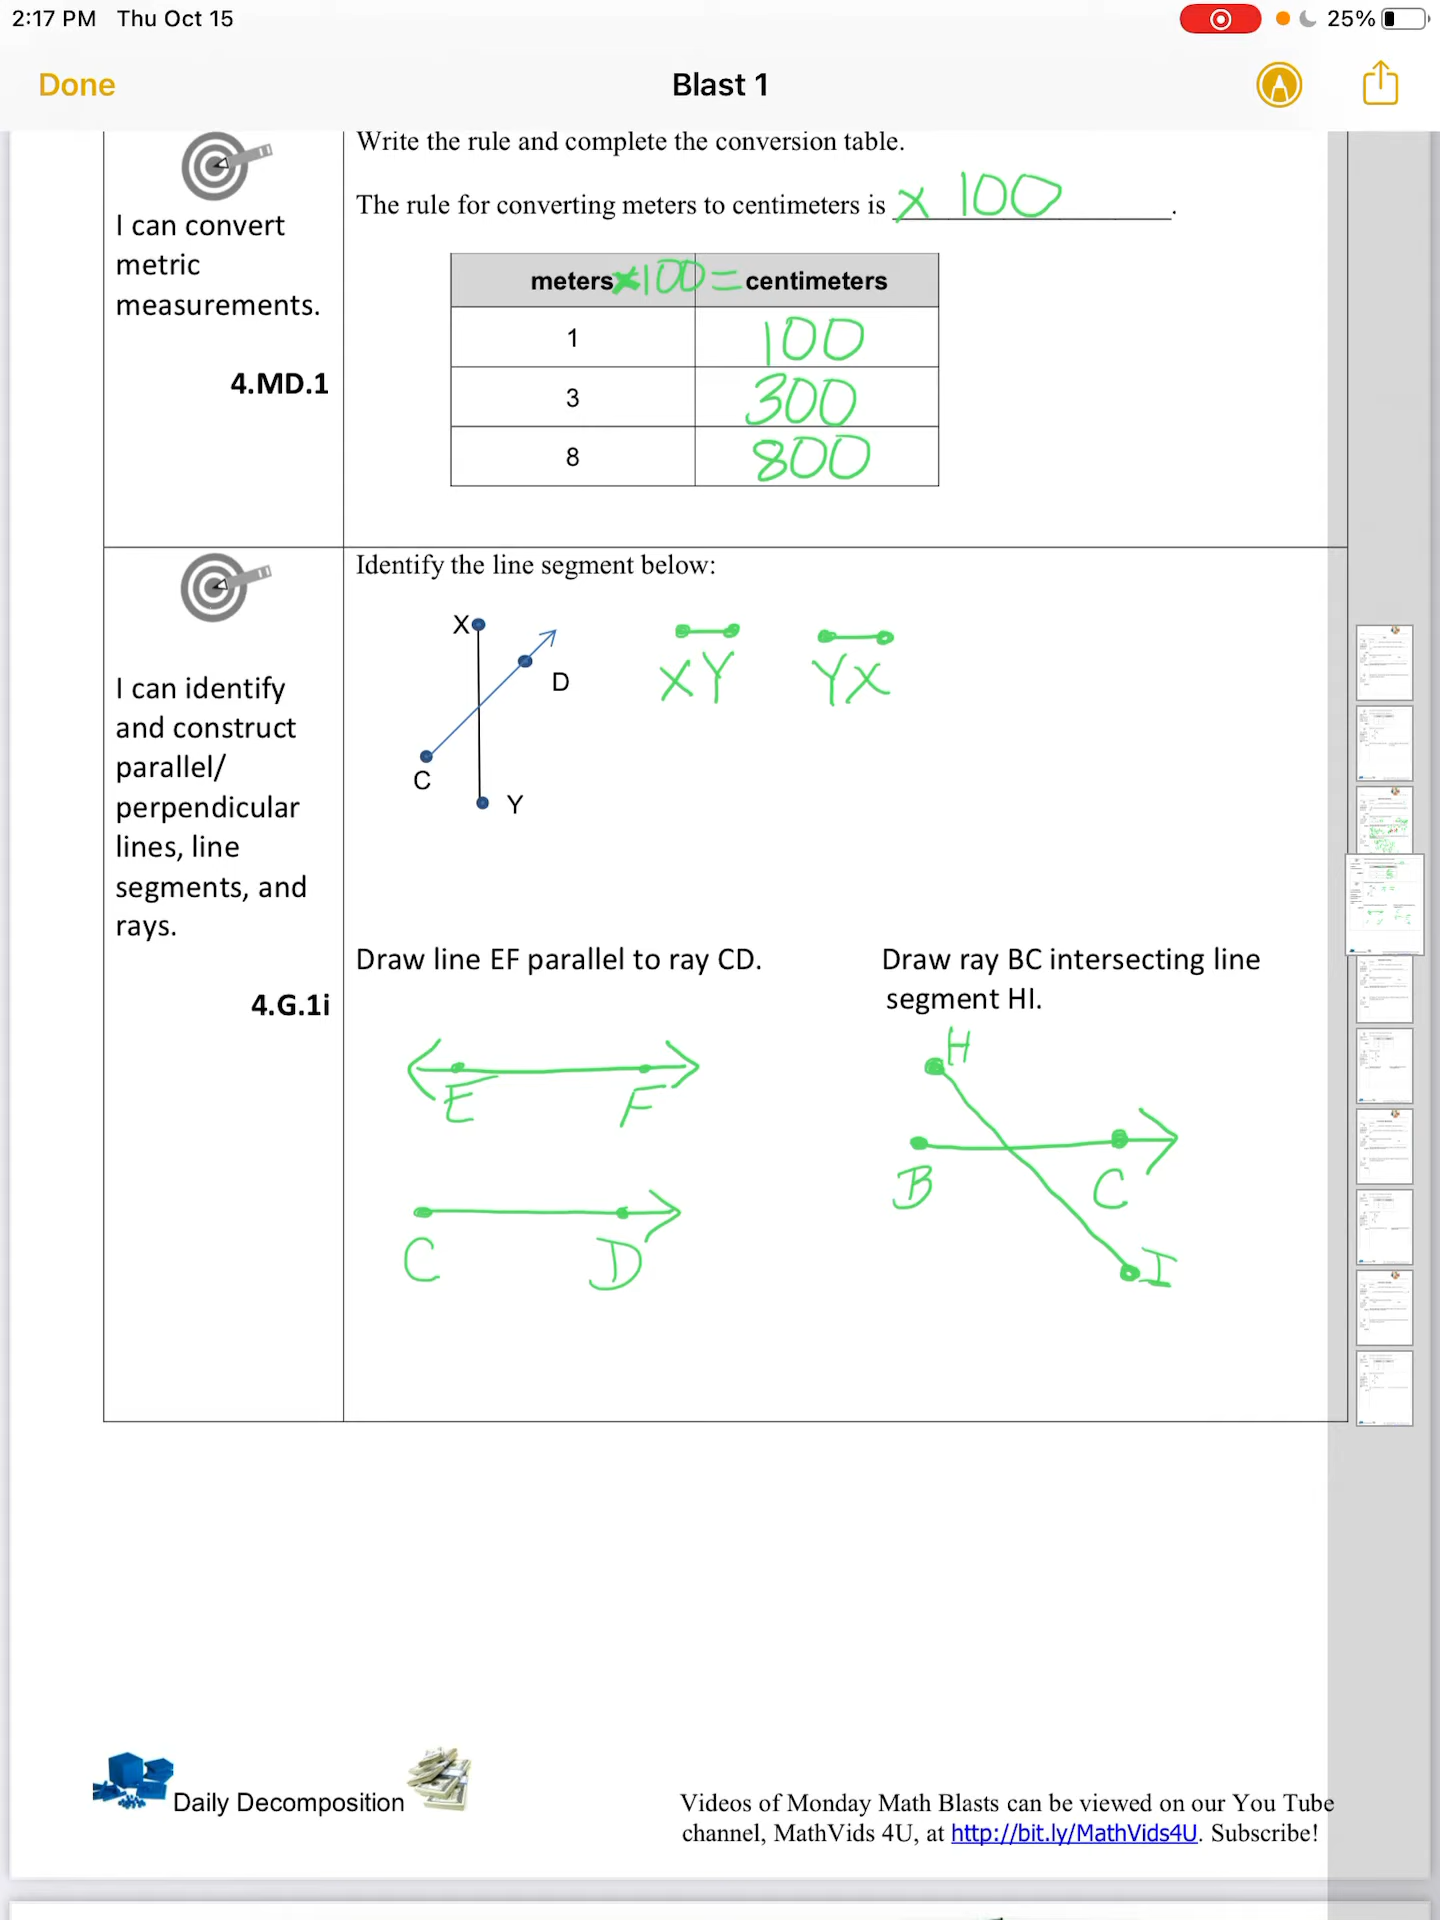 2:17 PM Thu Oct 15
25%
Done
Blast 1
I can convert
metric
measurements.
4.MD.1
Write the rule and complete the conversion table.
The rule for converting meters to centimeters is x 100.
meters x100 = centimeters
1 100
3 300
8 800
I can identify
and construct
parallel/
perpendicular
lines, line
segments, and
rays.
4.G.1i
Identify the line segment below:
X
D
C
Y
XY YX
Draw line EF parallel to ray CD.
E F
C D
Draw ray BC intersecting line
segment HI.
H
B C
I
Daily Decomposition
Videos of Monday Math Blasts can be viewed on our You Tube
channel, MathVids 4U, at http://bit.ly/MathVids4U. Subscribe!